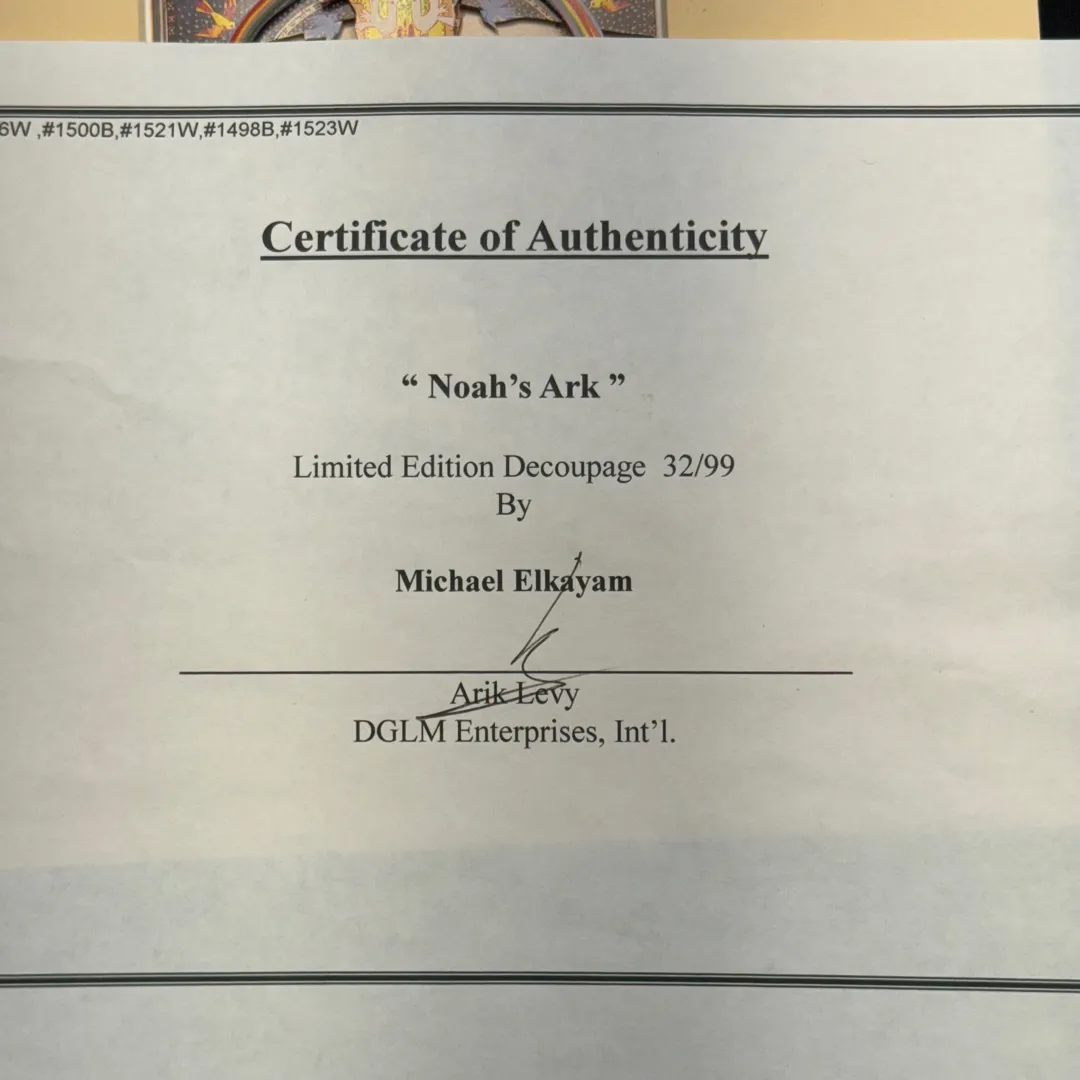 6W ,#1500B,#1521W,#1498B,#1523W
Certificate of Authenticity
“ Noah’s Ark ”
Limited Edition Decoupage 32/99
By
Michael Elkayam
Arik Levy
DGLM Enterprises, Int’l.